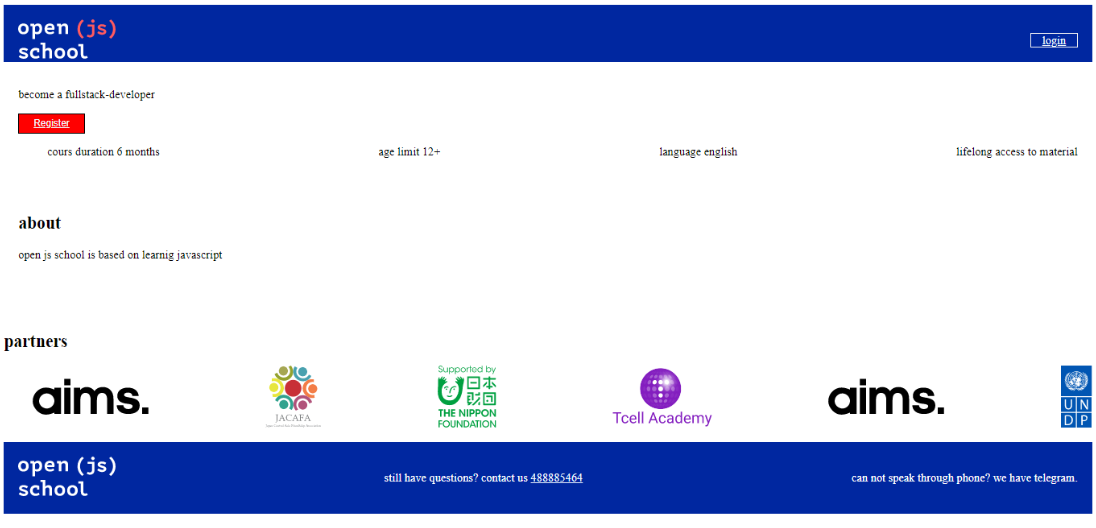 open (js)
school
login
become a fullstack-developer
Register
cours duration 6 months
age limit 12+
language english
lifelong access to material
about
open js school is based on learnig javascript
partners
aims.
JACAFA
Supported by
日本
財団
THE NIPPON
FOUNDATION
Tcell Academy
aims.
U N
D P
open (js)
school
still have questions? contact us 488885464
can not speak through phone? we have telegram.